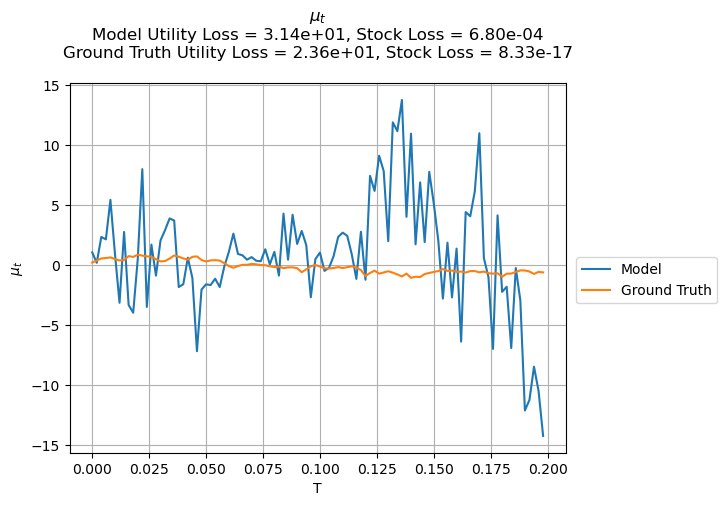 μₜ
Model Utility Loss = 3.14e+01, Stock Loss = 6.80e-04
Ground Truth Utility Loss = 2.36e+01, Stock Loss = 8.33e-17
15
10
5
0
−5
−10
−15
μₜ
0.000 0.025 0.050 0.075 0.100 0.125 0.150 0.175 0.200
T
Model
Ground Truth